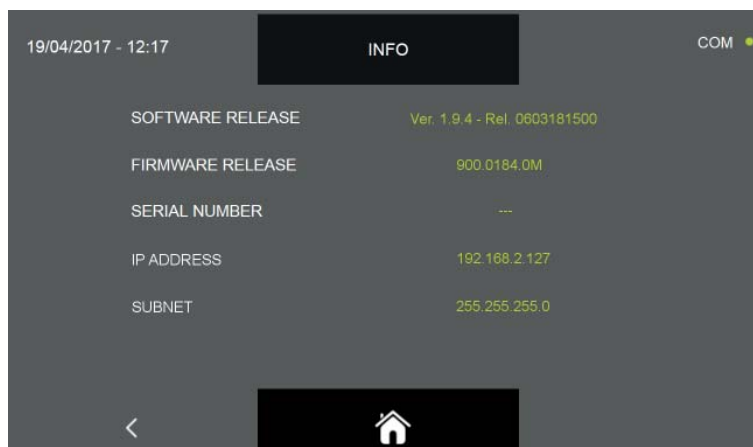 19/04/2017 - 12:17 INFO COM
SOFTWARE RELEASE Ver. 1.9.4 - Rel. 0603181500
FIRMWARE RELEASE 900.0184.0M
SERIAL NUMBER ---
IP ADDRESS 192.168.2.127
SUBNET 255.255.255.0